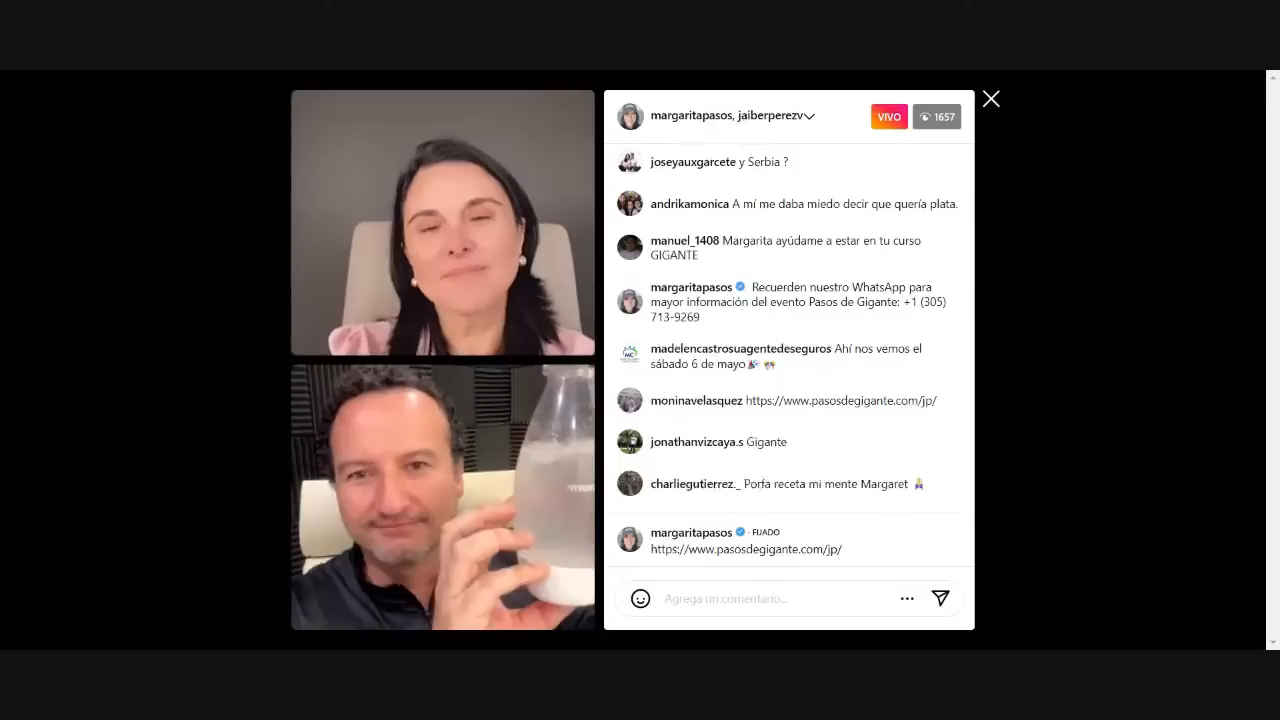 margaritapasos, jaiberperezv
VIVO
1657
joseyauxgarcete y Serbia ?
andrikamonica A mí me daba miedo decir que quería plata.
manuel_1408 Margarita ayúdame a estar en tu curso
GIGANTE
margaritapasos Recuerden nuestro WhatsApp para
mayor información del evento Pasos de Gigante: +1 (305)
713-9269
madelencastrosuagentedeseguros Ahí nos vemos el
sábado 6 de mayo🎉 🎊
moninavelasquez https://www.pasosdegigante.com/jp/
jonathanvizcaya.s Gigante
charliegutierrez._ Porfa receta mi mente Margaret
margaritapasos · FIJADO
https://www.pasosdegigante.com/jp/
Agrega un comentario...